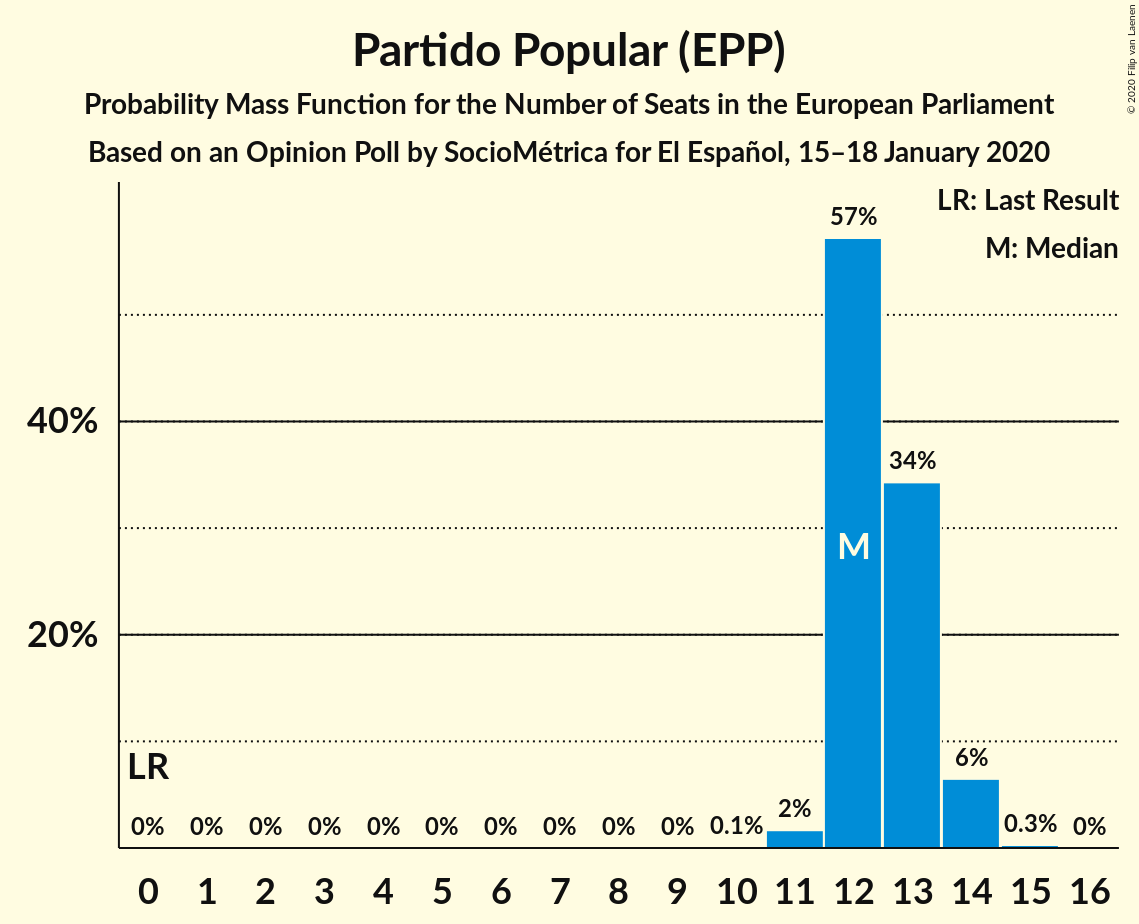 Partido Popular (EPP)
Probability Mass Function for the Number of Seats in the European Parliament
Based on an Opinion Poll by SocioMétrica for El Español, 15–18 January 2020
© 2020 Filip van Laenen
LR: Last Result
M: Median
57%
40%
34%
M
20%
LR
6%
0% 0% 0% 0% 0% 0% 0% 0% 0% 0% 0.1% 2% 0.3% 0%
0 1 2 3 4 5 6 7 8 9 10 11 12 13 14 15 16